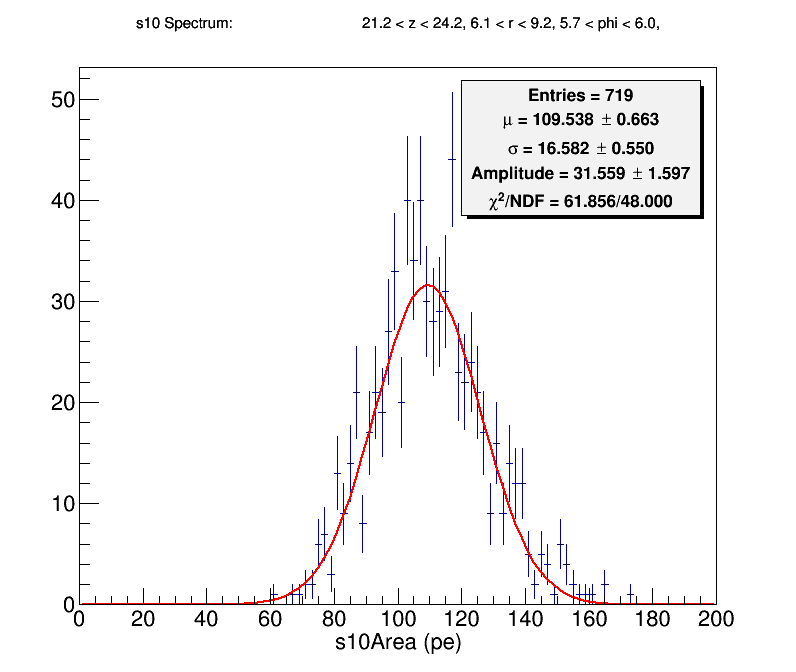 s10 Spectrum: 21.2 < z < 24.2, 6.1 < r < 9.2, 5.7 < phi < 6.0,
Entries = 719
μ = 109.538 ± 0.663
σ = 16.582 ± 0.550
Amplitude = 31.559 ± 1.597
χ²/NDF = 61.856/48.000
50
40
30
20
10
0
0 20 40 60 80 100 120 140 160 180 200
s10Area (pe)